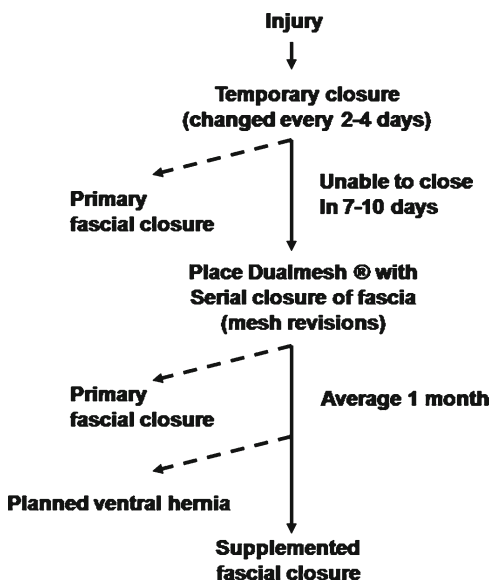 Injury
Temporary closure
(changed every 2-4 days)
Unable to close
In 7-10 days
Primary
fascial closure
Place Dualmesh ® with
Serial closure of fascia
(mesh revisions)
Primary
fascial closure
Average 1 month
Planned ventral hernia
Supplemented
fascial closure